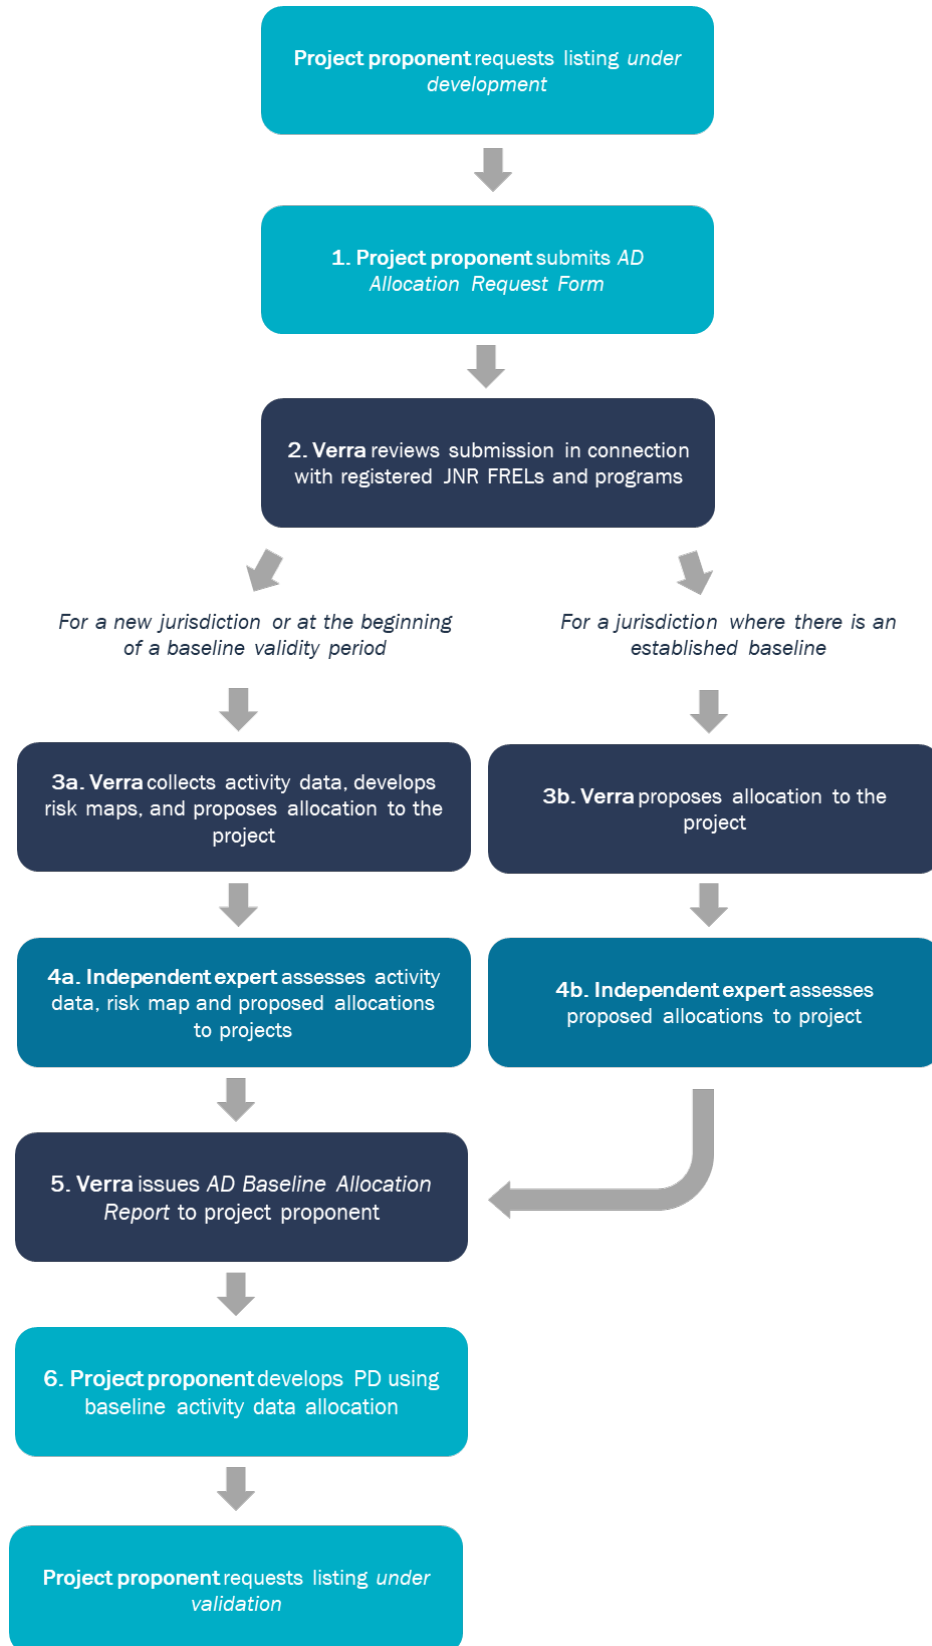 Project proponent requests listing under
development
1. Project proponent submits AD
Allocation Request Form
2. Verra reviews submission in connection
with registered JNR FRELs and programs
For a new jurisdiction or at the beginning
of a baseline validity period
For a jurisdiction where there is an
established baseline
3a. Verra collects activity data, develops
risk maps, and proposes allocation to the
project
3b. Verra proposes allocation to the
project
4a. Independent expert assesses activity
data, risk map and proposed allocations
to projects
4b. Independent expert assesses
proposed allocations to project
5. Verra issues AD Baseline Allocation
Report to project proponent
6. Project proponent develops PD using
baseline activity data allocation
Project proponent requests listing under
validation